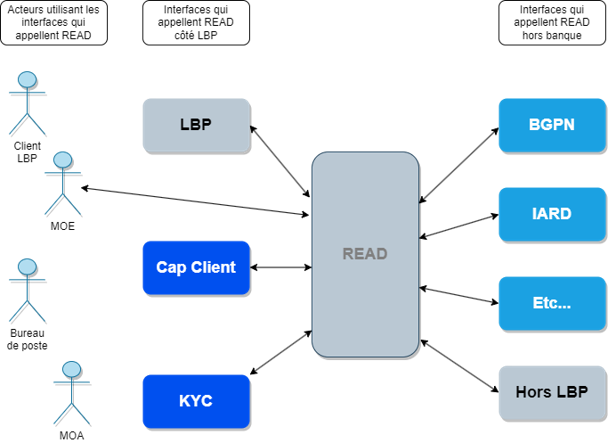 Acteurs utilisant les
interfaces qui
appellent READ
Interfaces qui
appellent READ
côté LBP
Interfaces qui
appellent READ
hors banque
Client
LBP
MOE
Bureau
de poste
MOA
LBP
Cap Client
KYC
READ
BGPN
IARD
Etc...
Hors LBP